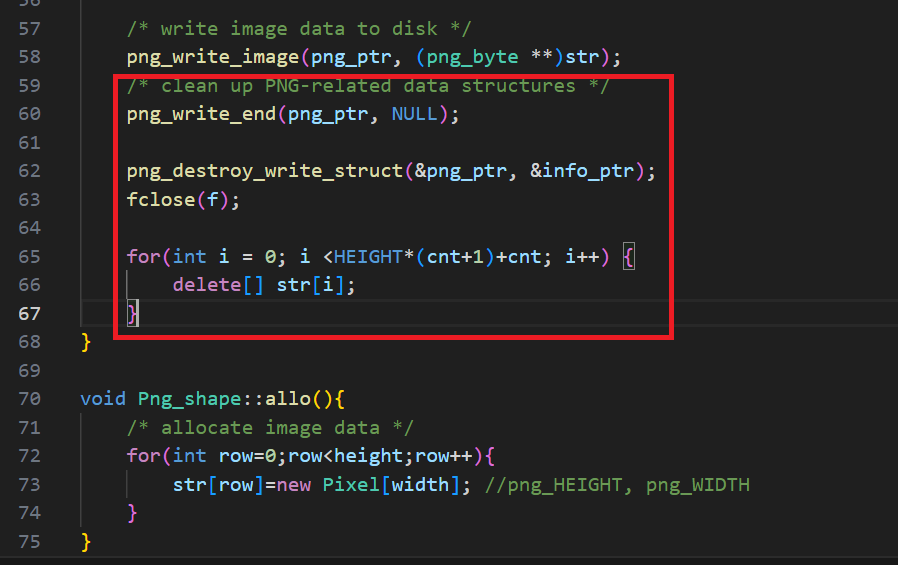 57 /* write image data to disk */
58 png_write_image(png_ptr, (png_byte **)str);
59 /* clean up PNG-related data structures */
60 png_write_end(png_ptr, NULL);
61
62 png_destroy_write_struct(&png_ptr, &info_ptr);
63 fclose(f);
64
65 for(int i = 0; i <HEIGHT*(cnt+1)+cnt; i++) {
66 delete[] str[i];
67 }
68 }
69
70 void Png_shape::allo(){
71 /* allocate image data */
72 for(int row=0;row<height;row++){
73 str[row]=new Pixel[width]; //png_HEIGHT, png_WIDTH
74 }
75 }